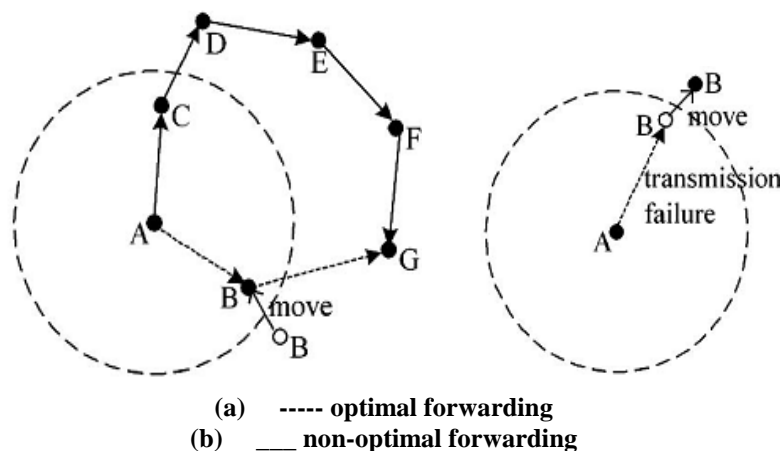 D
E
C
F
A
G
B
move
B
B
B
move
transmission
failure
A
(a) ----- optimal forwarding
(b) ___ non-optimal forwarding